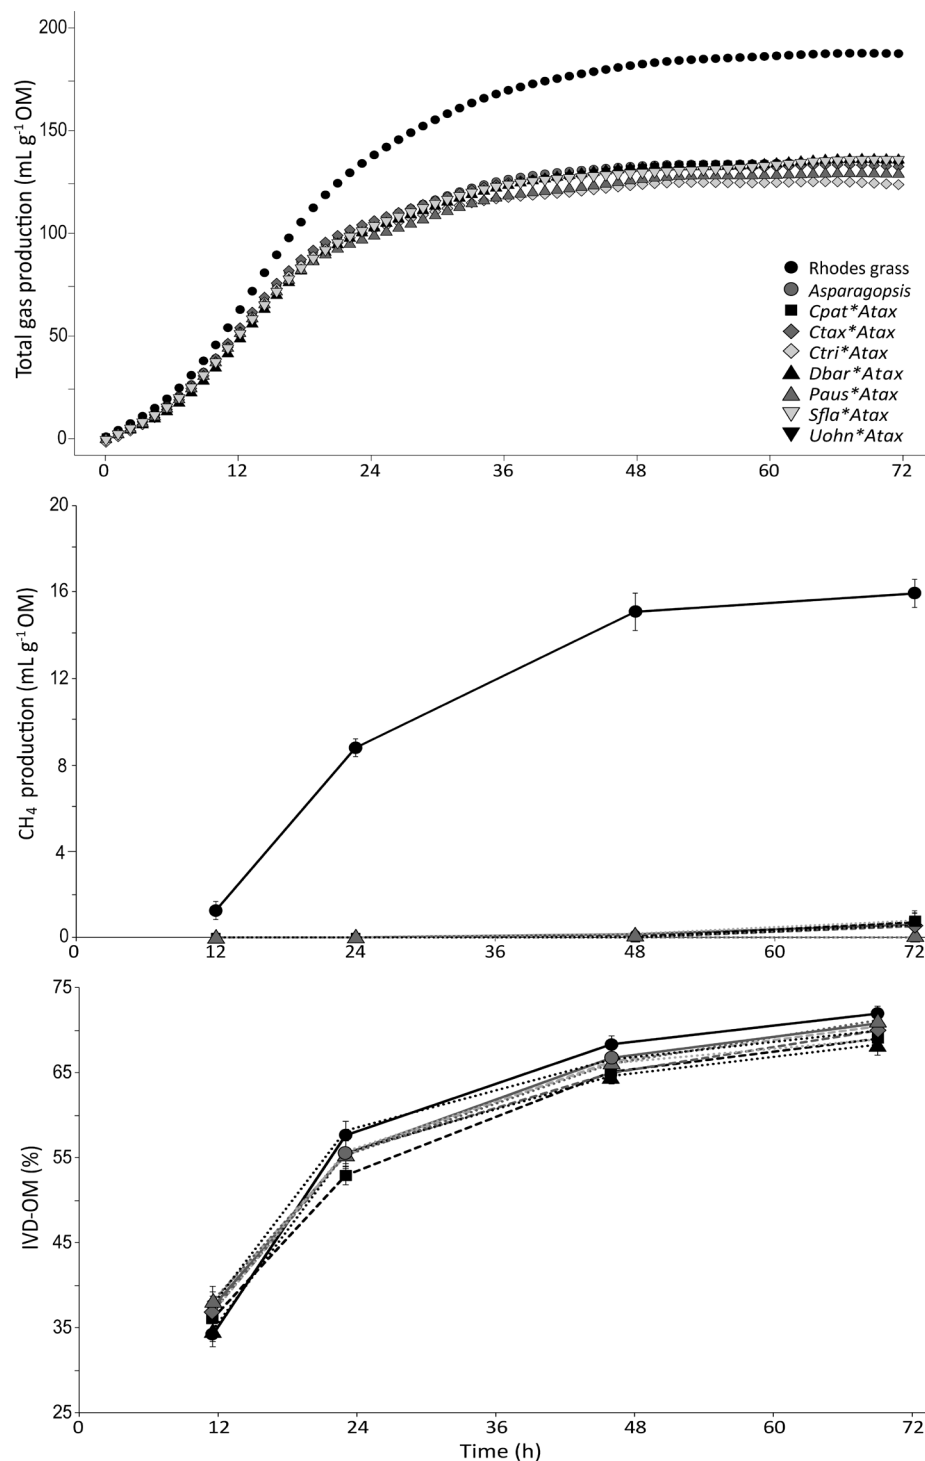 Total gas production (mL g⁻¹ OM)
200
150
100
50
0
0 12 24 36 48 60 72
Rhodes grass
Asparagopsis
Cpat*Atax
Ctax*Atax
Ctri*Atax
Dbar*Atax
Paus*Atax
Sfla*Atax
Uohn*Atax
CH₄ production (mL g⁻¹ OM)
20
16
12
8
4
0
0 12 24 36 48 60 72
IVD-OM (%)
75
65
55
45
35
25
0 12 24 36 48 60 72
Time (h)